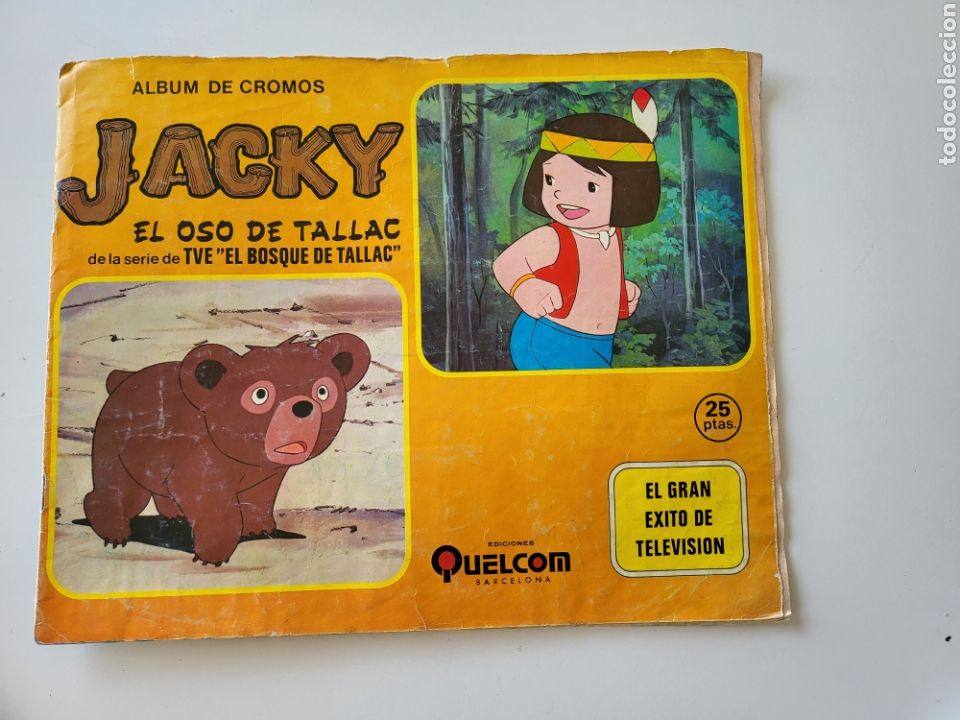 ALBUM DE CROMOS
JACKY
EL OSO DE TALLAC
de la serie de TVE "EL BOSQUE DE TALLAC"
25
ptas.
EL GRAN
EXITO DE
TELEVISION
EDICIONES
QUELCOM
BARCELONA
todocoleccion